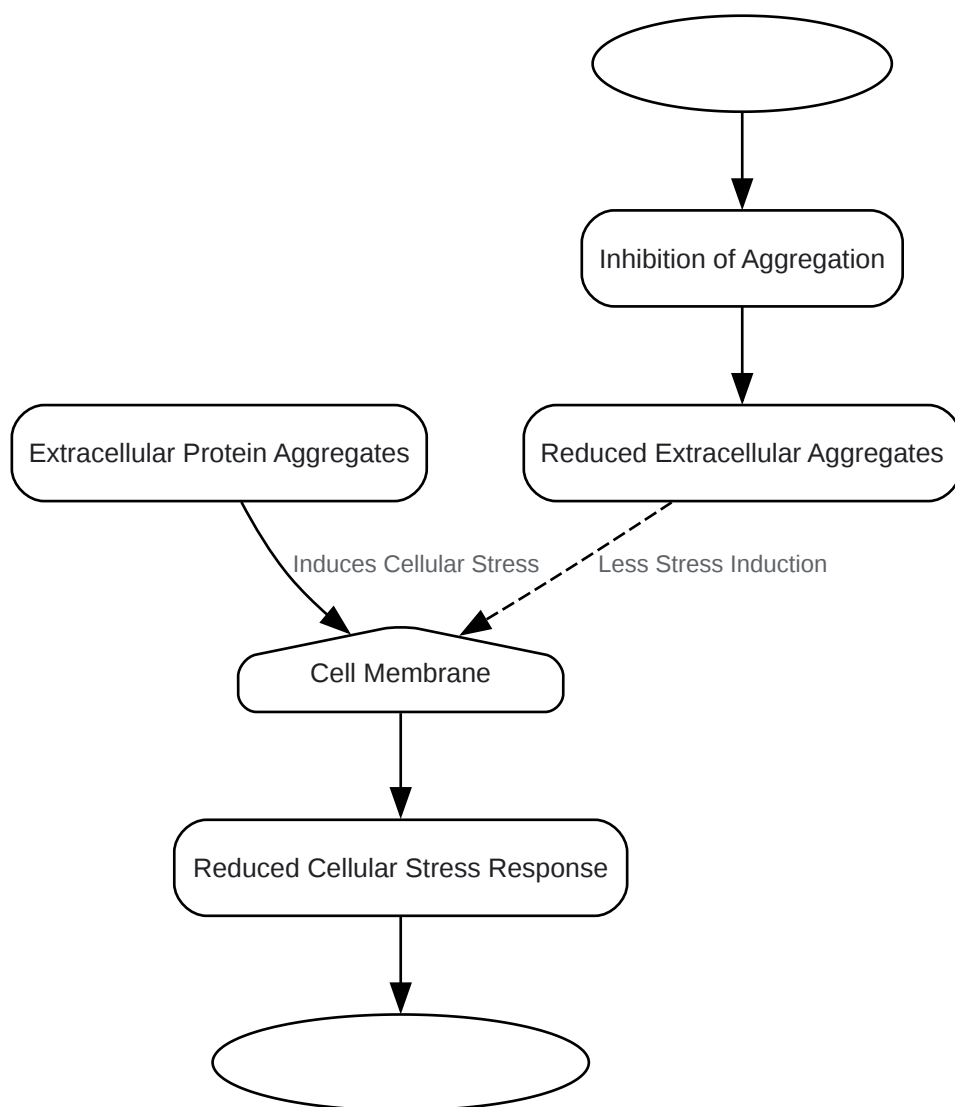 Inhibition of Aggregation
Extracellular Protein Aggregates
Reduced Extracellular Aggregates
Induces Cellular Stress
Less Stress Induction
Cell Membrane
Reduced Cellular Stress Response